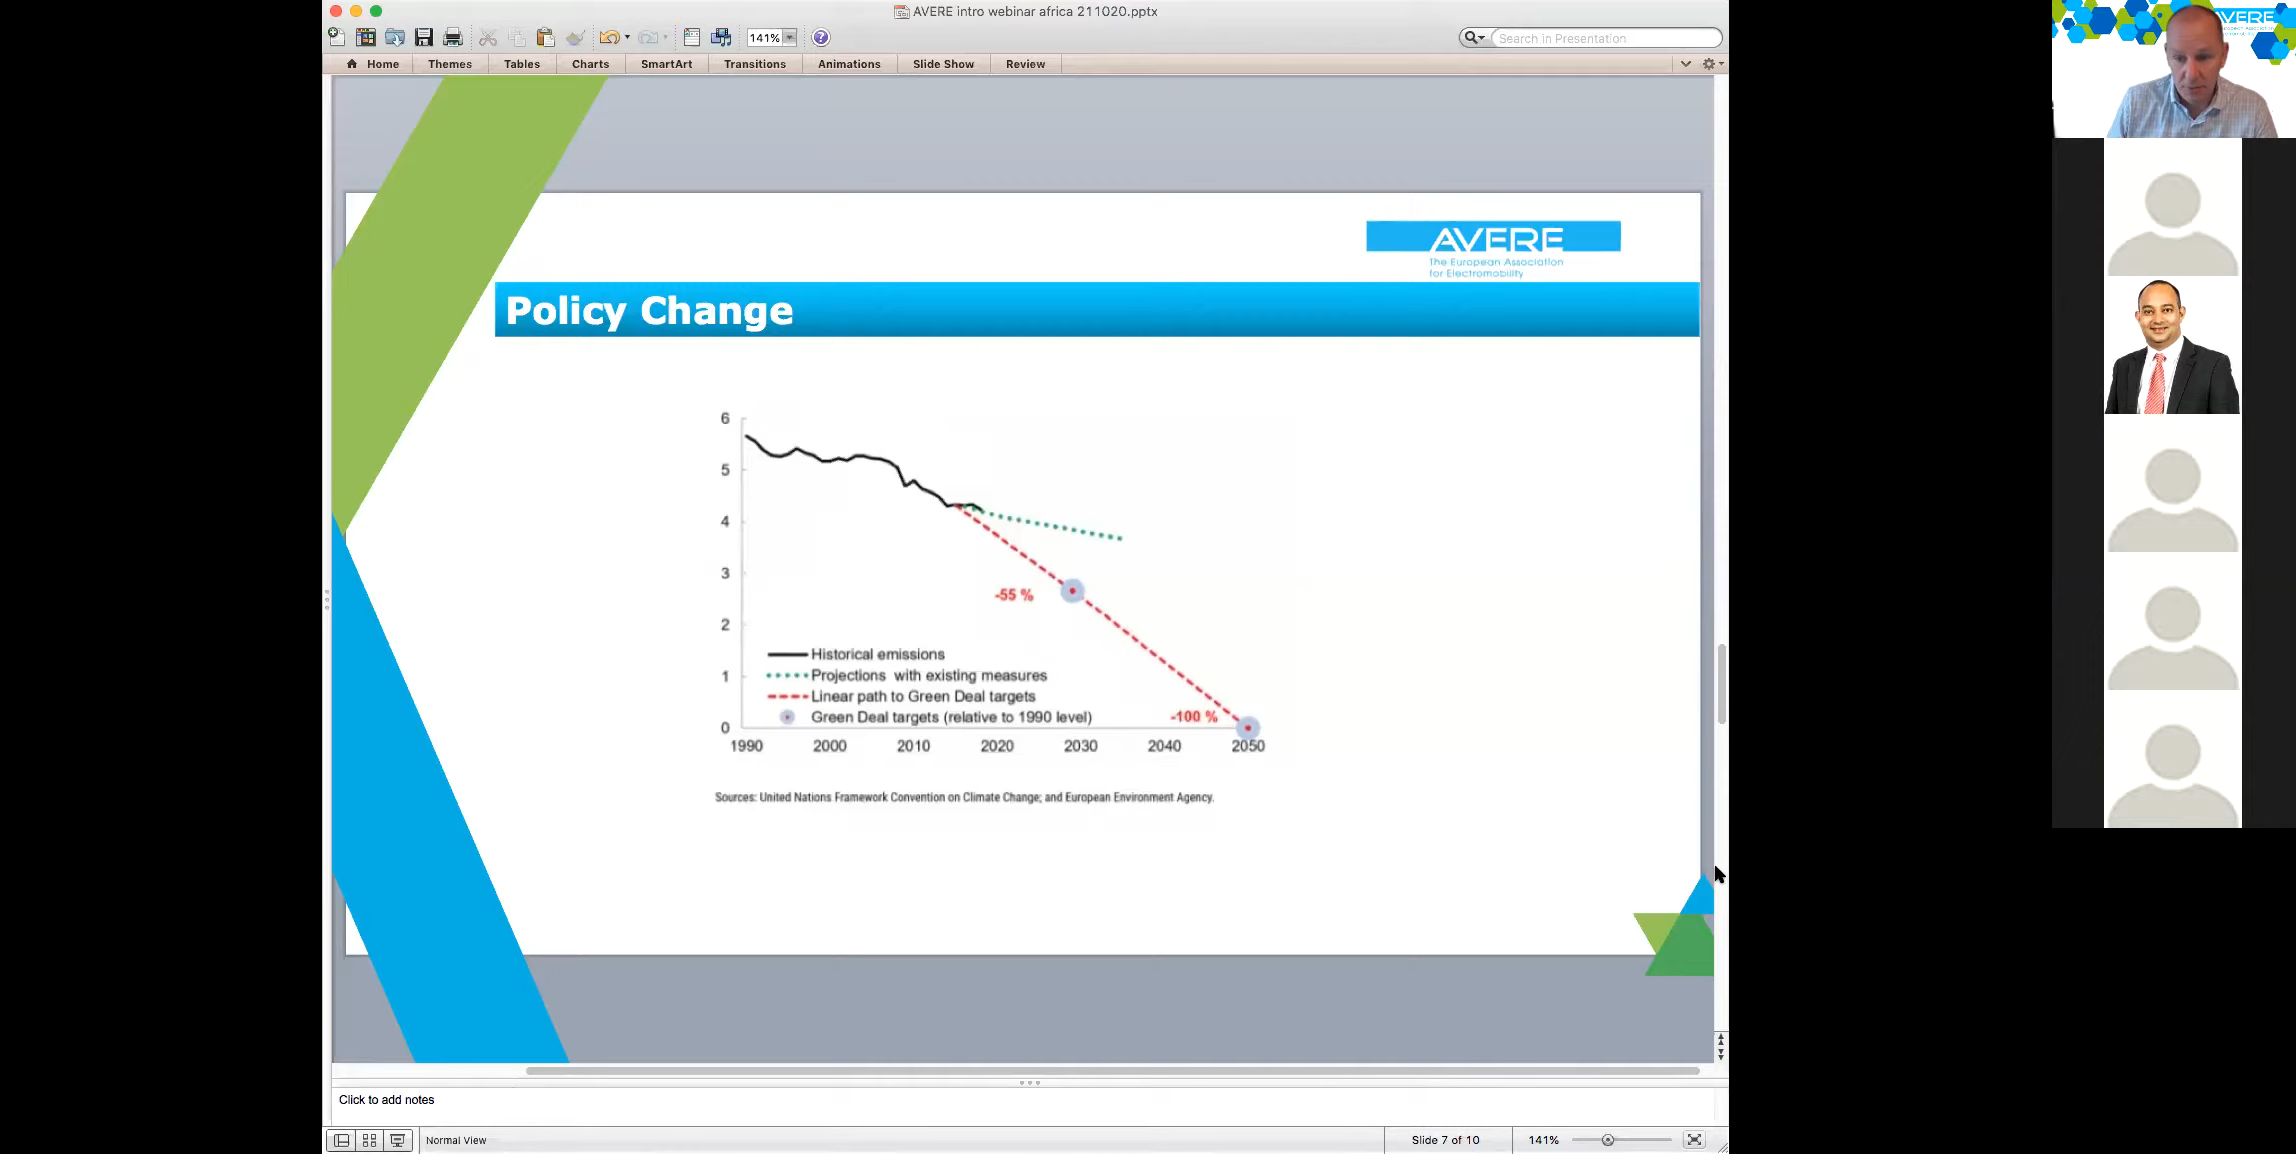 AVERE intro webinar africa 211020.pptx
141%
Search in Presentation
Home Themes Tables Charts SmartArt Transitions Animations Slide Show Review
AVERE
The European Association
for Electromobility
Policy Change
6
5
4
3
2
1
0
-55 %
-100 %
Historical emissions
Projections with existing measures
Linear path to Green Deal targets
Green Deal targets (relative to 1990 level)
1990 2000 2010 2020 2030 2040 2050
Sources: United Nations Framework Convention on Climate Change; and European Environment Agency.
Click to add notes
Normal View
Slide 7 of 10
141%
AVERE